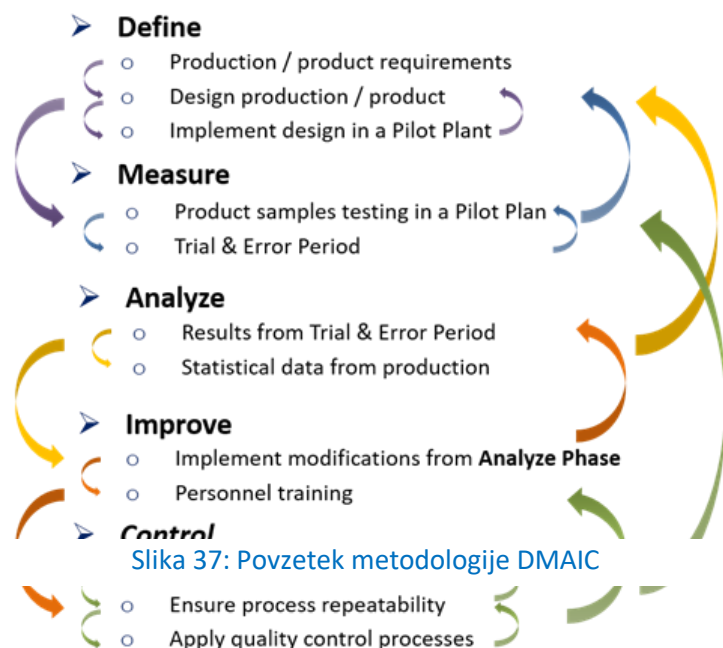 Define
Production / product requirements
Design production / product
Implement design in a Pilot Plant
Measure
Product samples testing in a Pilot Plan
Trial & Error Period
Analyze
Results from Trial & Error Period
Statistical data from production
Improve
Implement modifications from Analyze Phase
Personnel training
Control
Slika 37: Povzetek metodologije DMAIC
Ensure process repeatability
Apply quality control processes